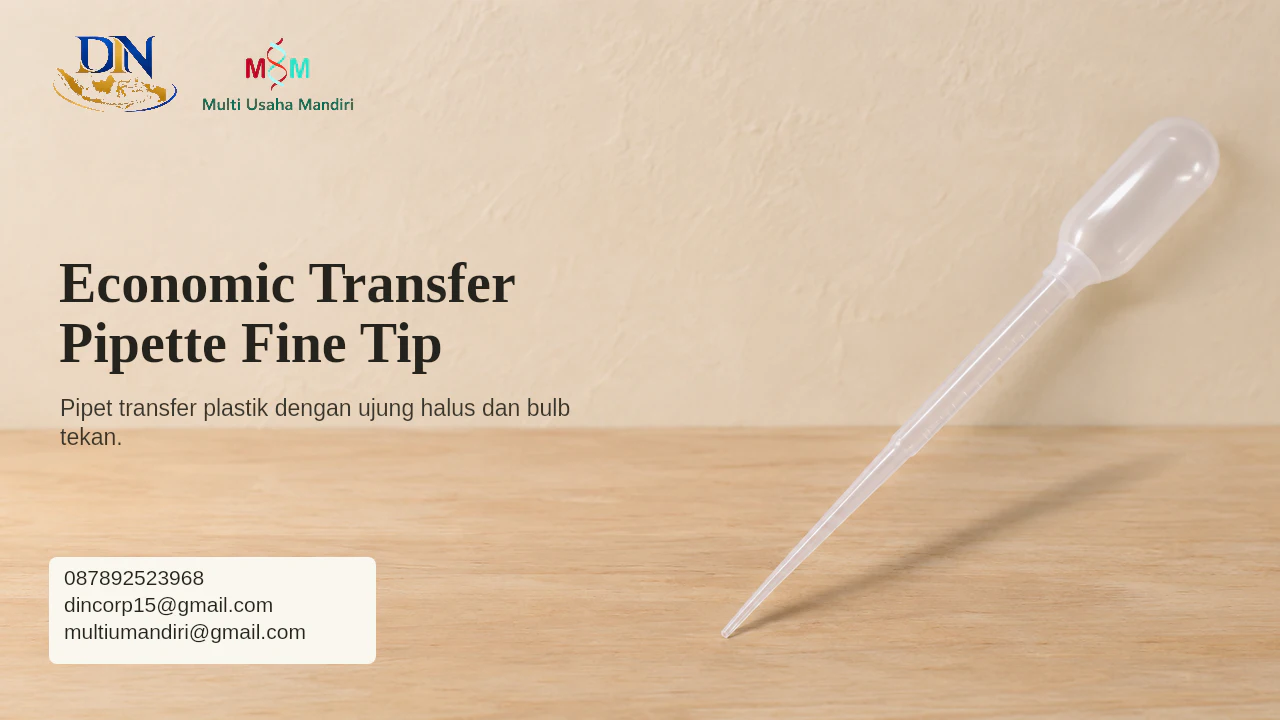 DIN
MSM
Multi Usaha Mandiri
Economic Transfer
Pipette Fine Tip
Pipet transfer plastik dengan ujung halus dan bulb
tekan.
087892523968
dincorp15@gmail.com
multiumandiri@gmail.com